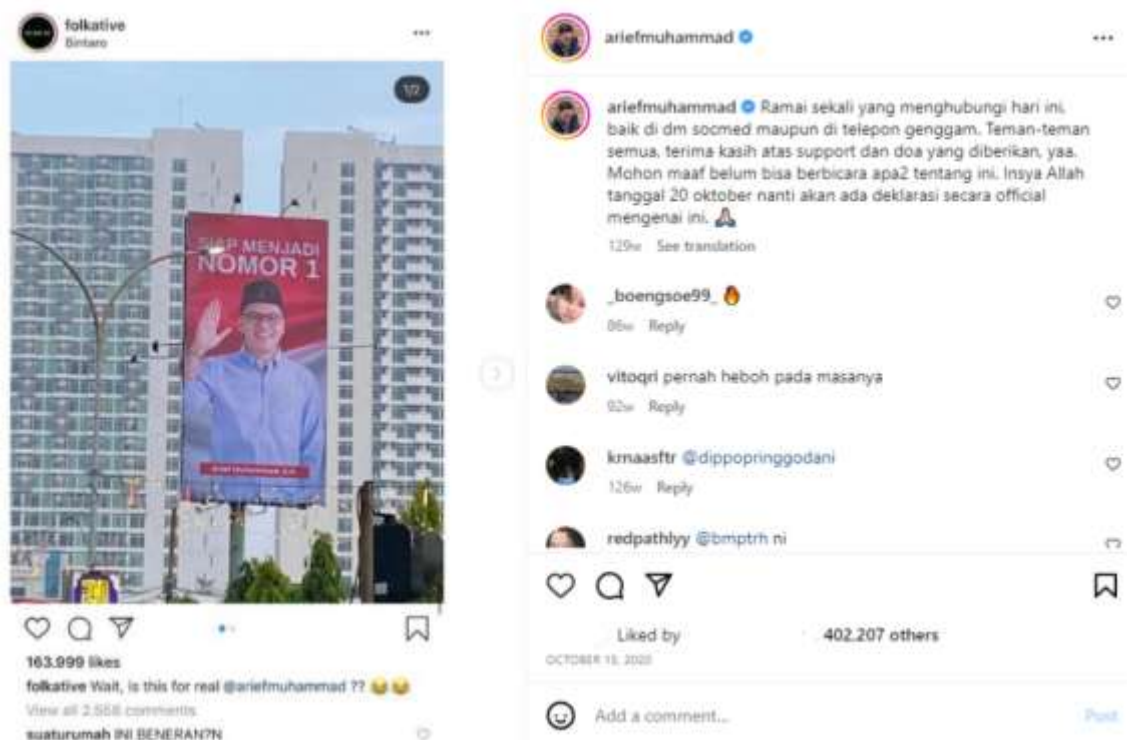 folkative
Bintaro
1/2
SIAP MENJADI
NOMOR 1
163.999 likes
folkative Wait, is this for real @ariefmuhammad ?? 😂😂
View all 2.558 comments
suaturumah INI BENERAN?N
ariefmuhammad
ariefmuhammad Ramai sekali yang menghubungi hari ini,
baik di dm socmed maupun di telepon genggam. Teman-teman
semua, terima kasih atas support dan doa yang diberikan, yaa.
Mohon maaf belum bisa berbicara apa2 tentang ini. Insya Allah
tanggal 20 oktober nanti akan ada deklarasi secara official
mengenai ini. 🙏🏻
129w See translation
_boengsoe99_ 🔥
86w Reply
vitoqri pernah heboh pada masanya
92w Reply
krnaasftr @dippopringgodani
126w Reply
redpathlyy @bmptrh ni
Liked by 402.207 others
Add a comment...
Post